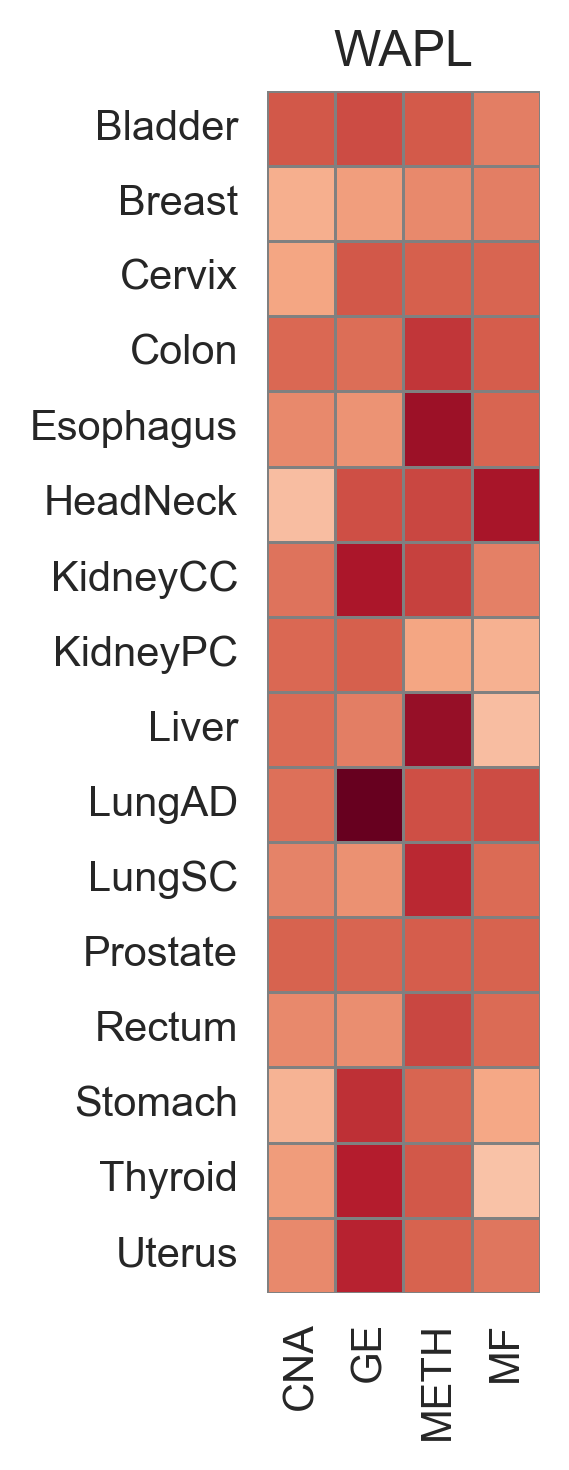 WAPL
Bladder
Breast
Cervix
Colon
Esophagus
HeadNeck
KidneyCC
KidneyPC
Liver
LungAD
LungSC
Prostate
Rectum
Stomach
Thyroid
Uterus
CNA
GE
METH
MF